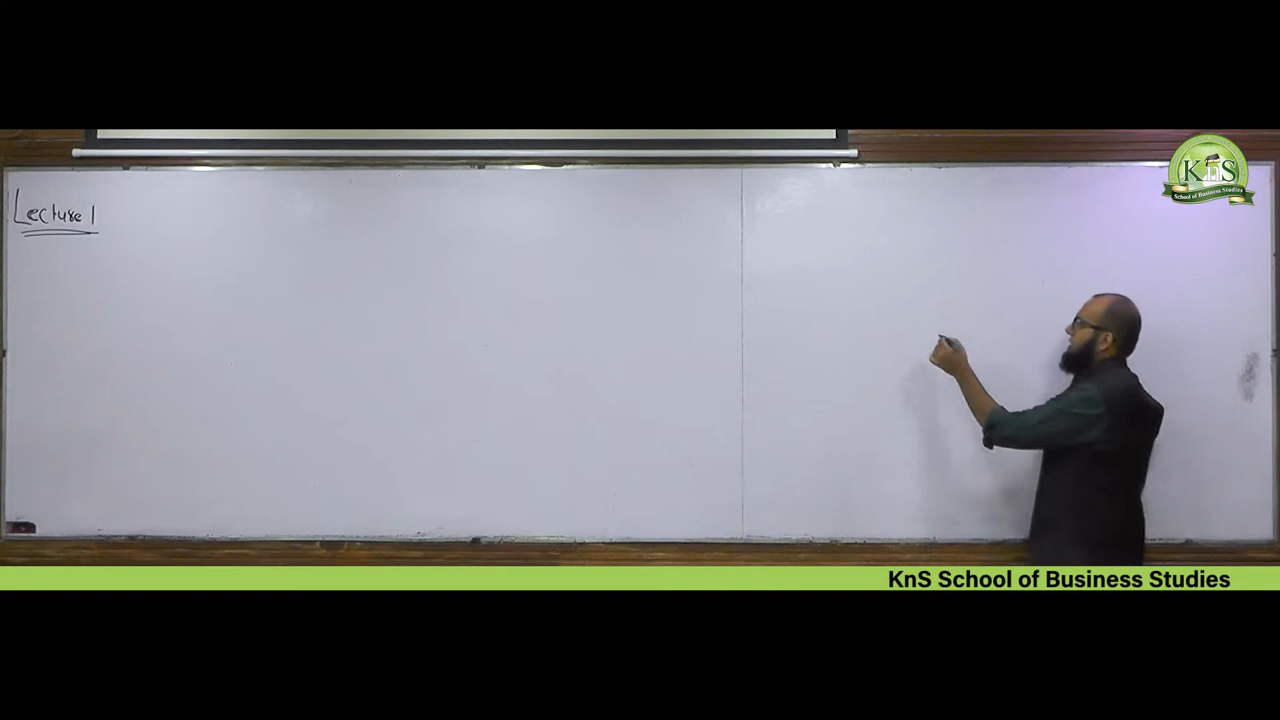 Lecture 1
KnS
School of Business Studies
KnS School of Business Studies